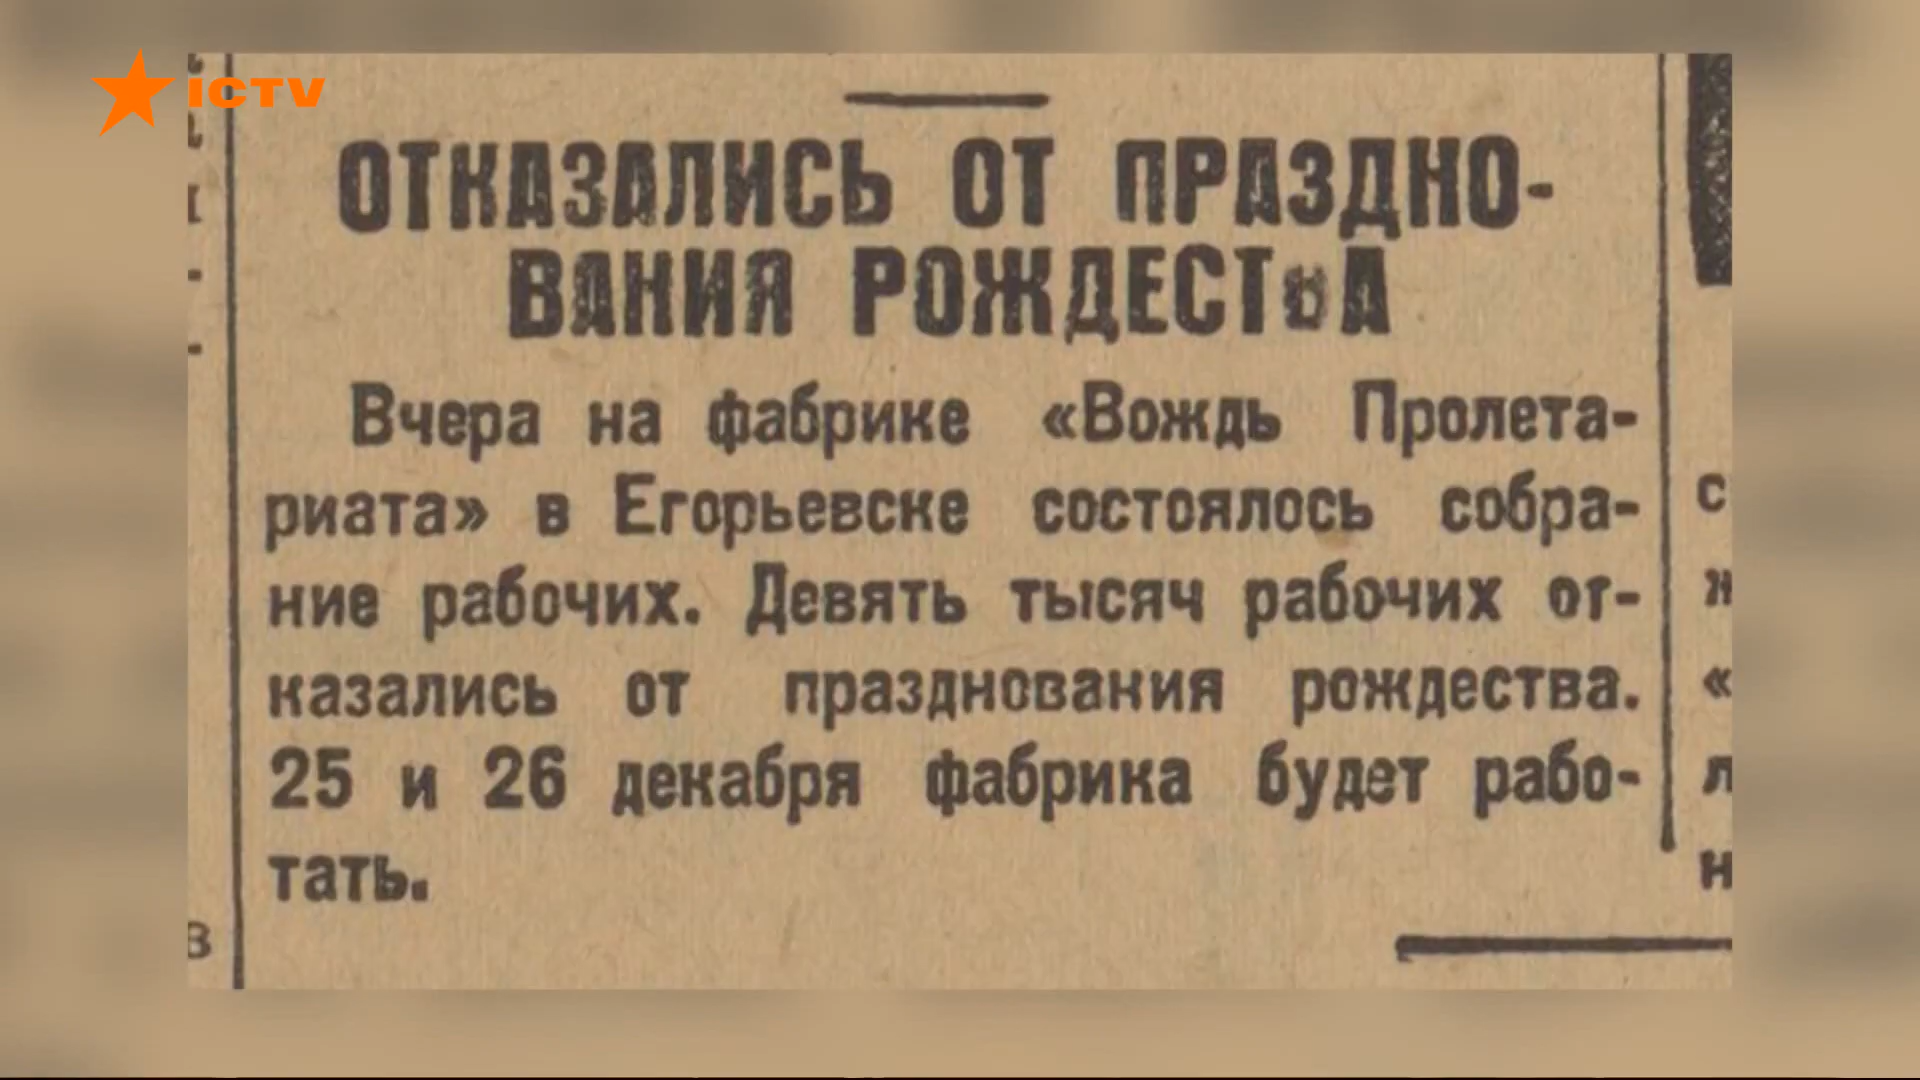 ICTV
ОТКАЗАЛИСЬ ОТ ПРАЗДНО-
ВАНИЯ РОЖДЕСТВА
Вчера на фабрике «Вождь Пролета-
риата» в Егорьевске состоялось собра-
ние рабочих. Девять тысяч рабочих от-
казались от празднования рождества.
25 и 26 декабря фабрика будет рабо-
тать.